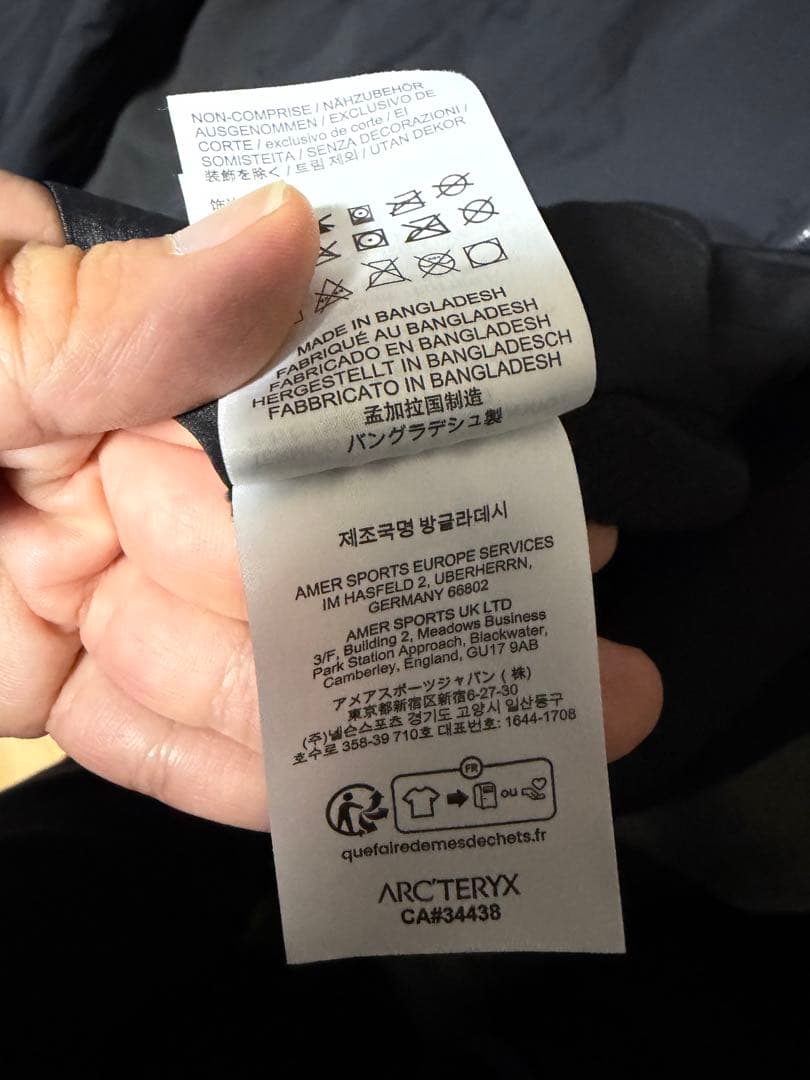 NON-COMPRISE / NÄHZUBEHÖR
AUSGENOMMEN / EXCLUSIVO DE
CORTE / exclusivo de corte / EI
SOMISTEITA / SENZA DECORAZIONI /
装飾を除く / 트림 제외 / UTAN DEKOR
MADE IN BANGLADESH
FABRIQUÉ AU BANGLADESH
FABRICADO EN BANGLADESH
HERGESTELLT IN BANGLADESCH
FABBRICATO IN BANGLADESH
孟加拉国制造
バングラデシュ製
제조국명 방글라데시
AMER SPORTS EUROPE SERVICES
IM HASFELD 2, UBERHERRN,
GERMANY 66802
AMER SPORTS UK LTD
3/F, Building 2, Meadows Business
Park Station Approach, Blackwater,
Camberley, England, GU17 9AB
アメアスポーツジャパン (株)
東京都新宿区新宿6-27-30
(주)넬슨스포츠 경기도 고양시 일산동구
호수로 358-39 710호 대표번호: 1644-1708
FR
OU
quefairedemesdechets.fr
ARC'TERYX
CA#34438